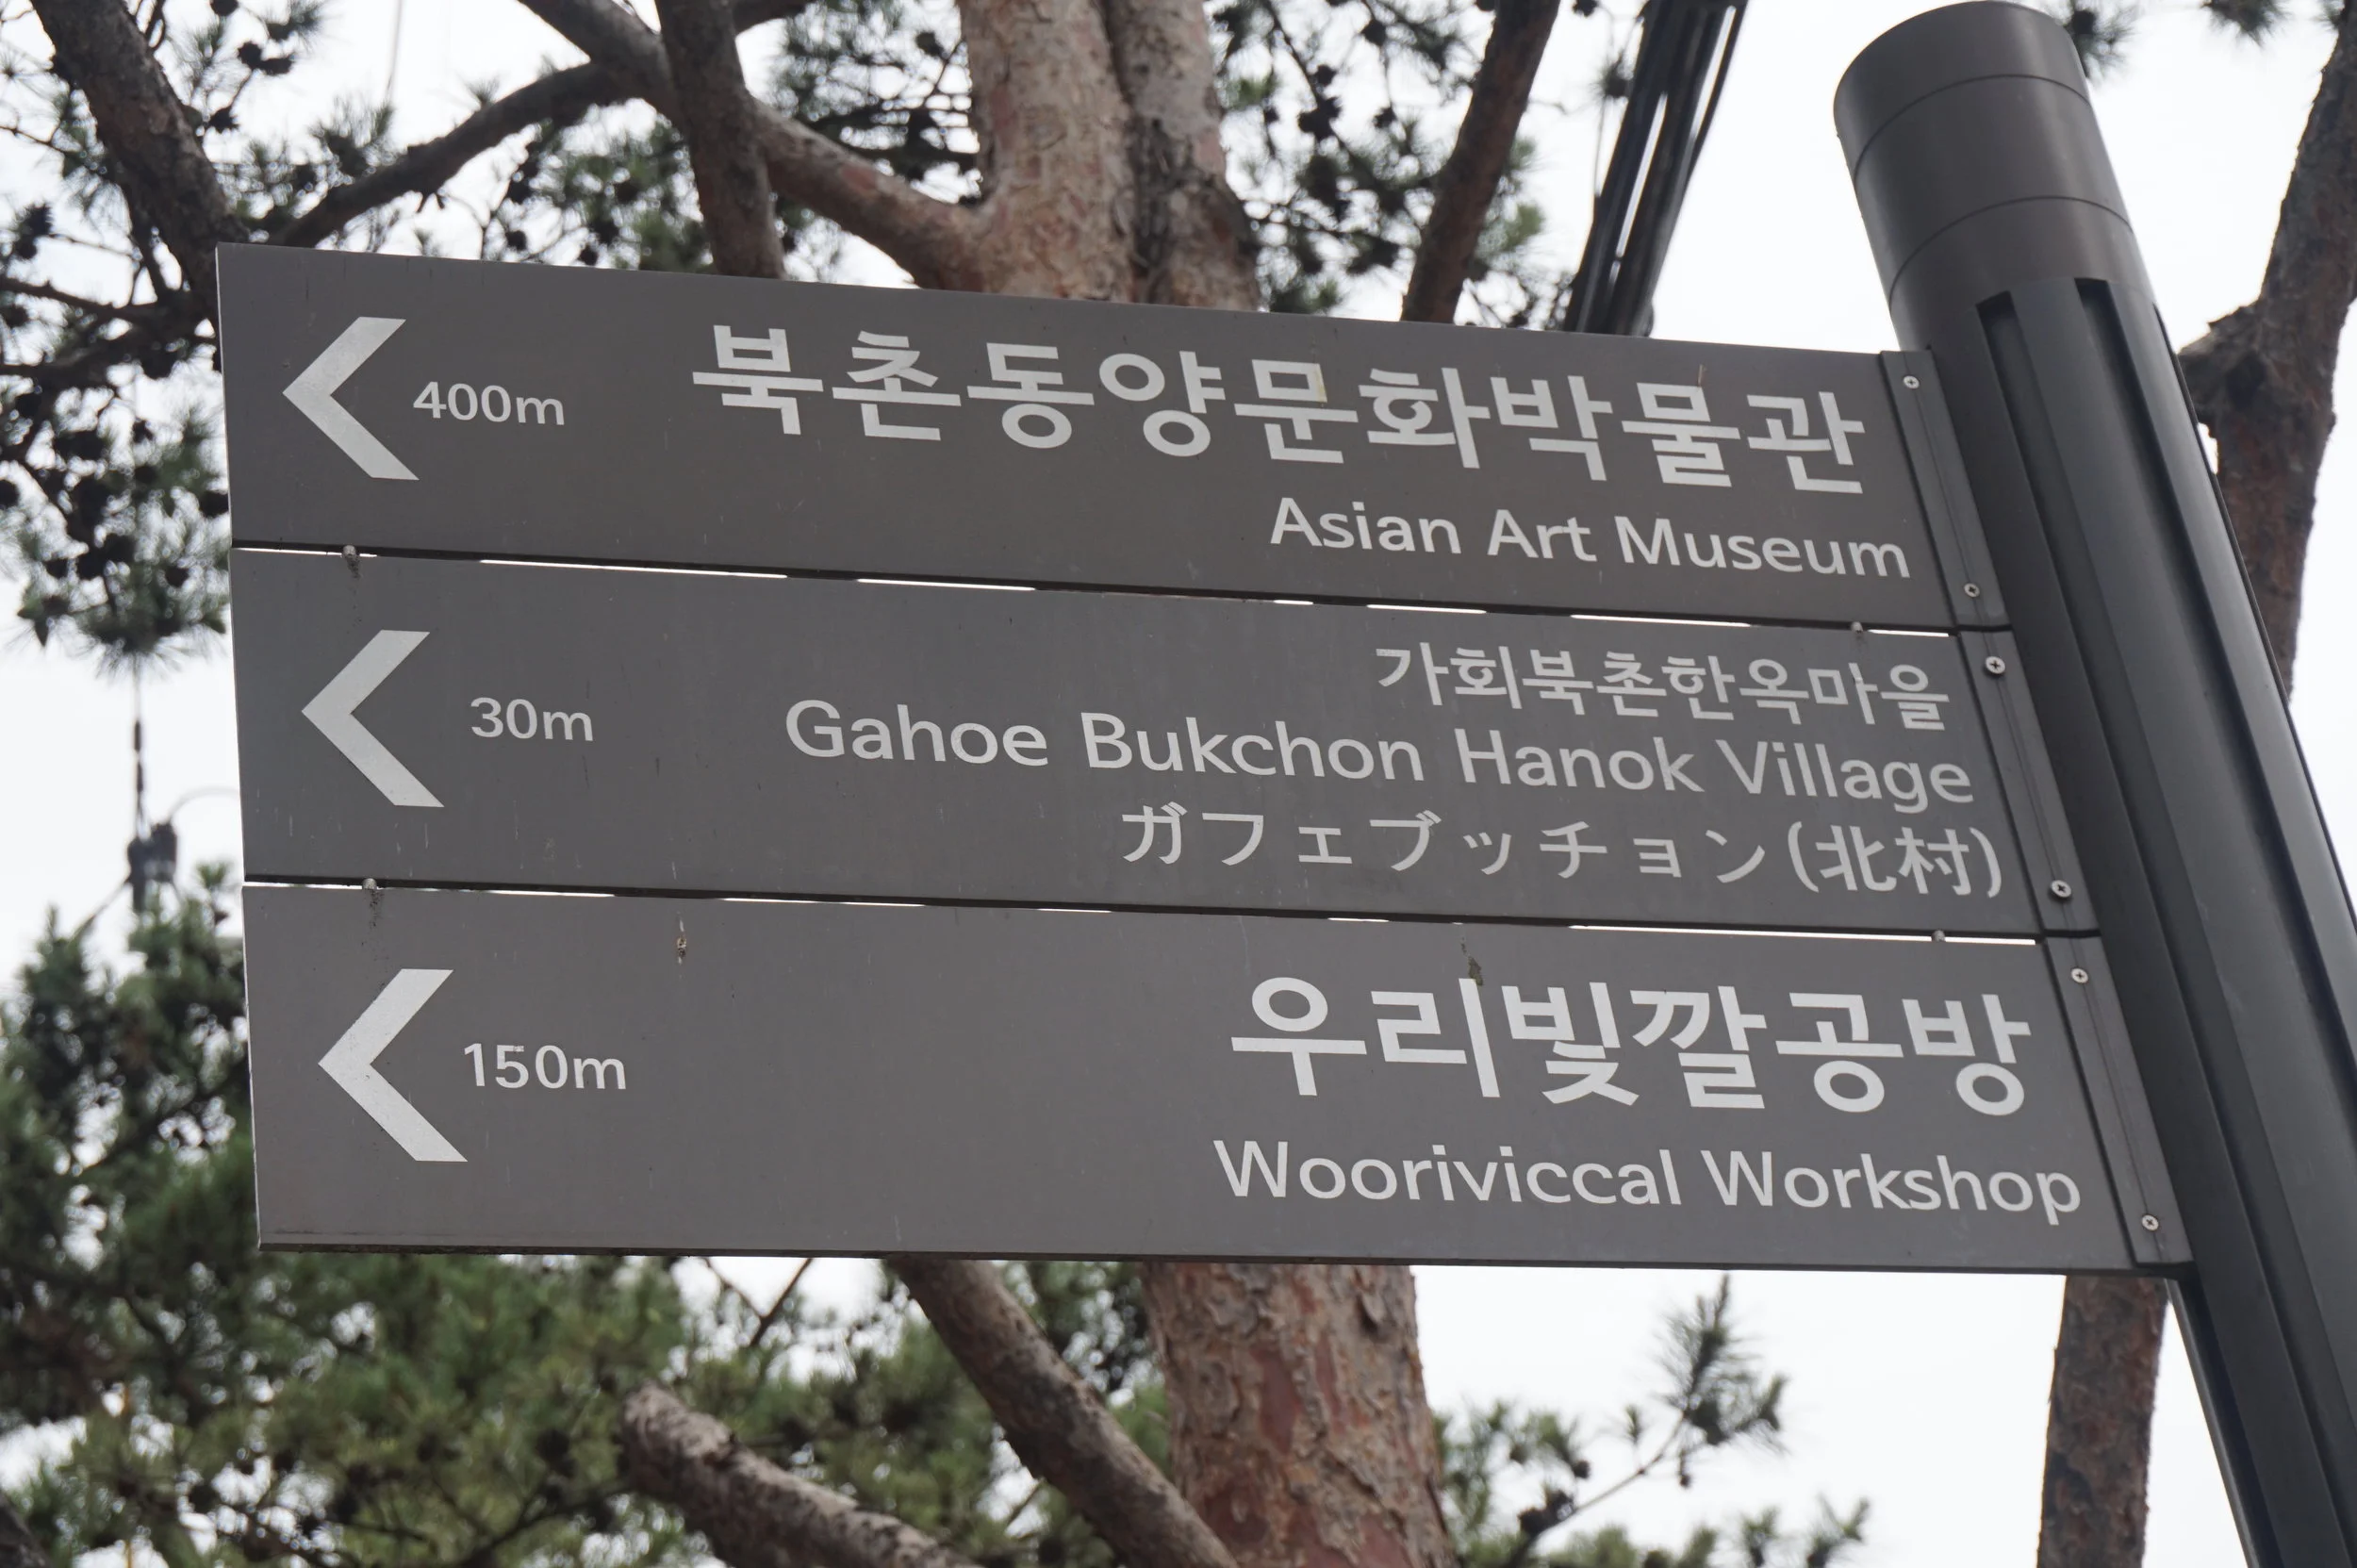 400m 북촌동양문화박물관
Asian Art Museum
가회북촌한옥마을
30m Gahoe Bukchon Hanok Village
ガフェブッチョン(北村)
우리빛깔공방
150m
Wooriviccal Workshop